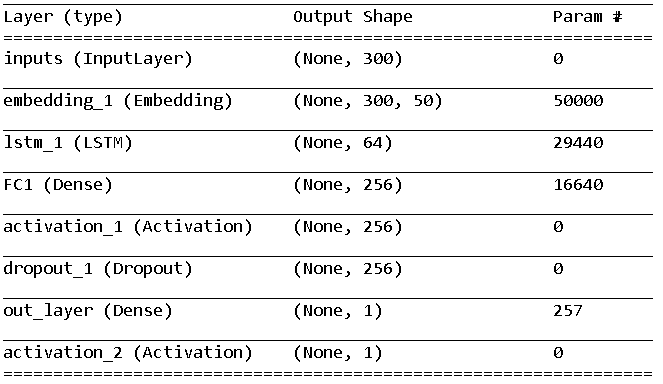 Layer (type) Output Shape Param #
=================================================================
inputs (InputLayer) (None, 300) 0
embedding_1 (Embedding) (None, 300, 50) 50000
lstm_1 (LSTM) (None, 64) 29440
FC1 (Dense) (None, 256) 16640
activation_1 (Activation) (None, 256) 0
dropout_1 (Dropout) (None, 256) 0
out_layer (Dense) (None, 1) 257
activation_2 (Activation) (None, 1) 0
=================================================================